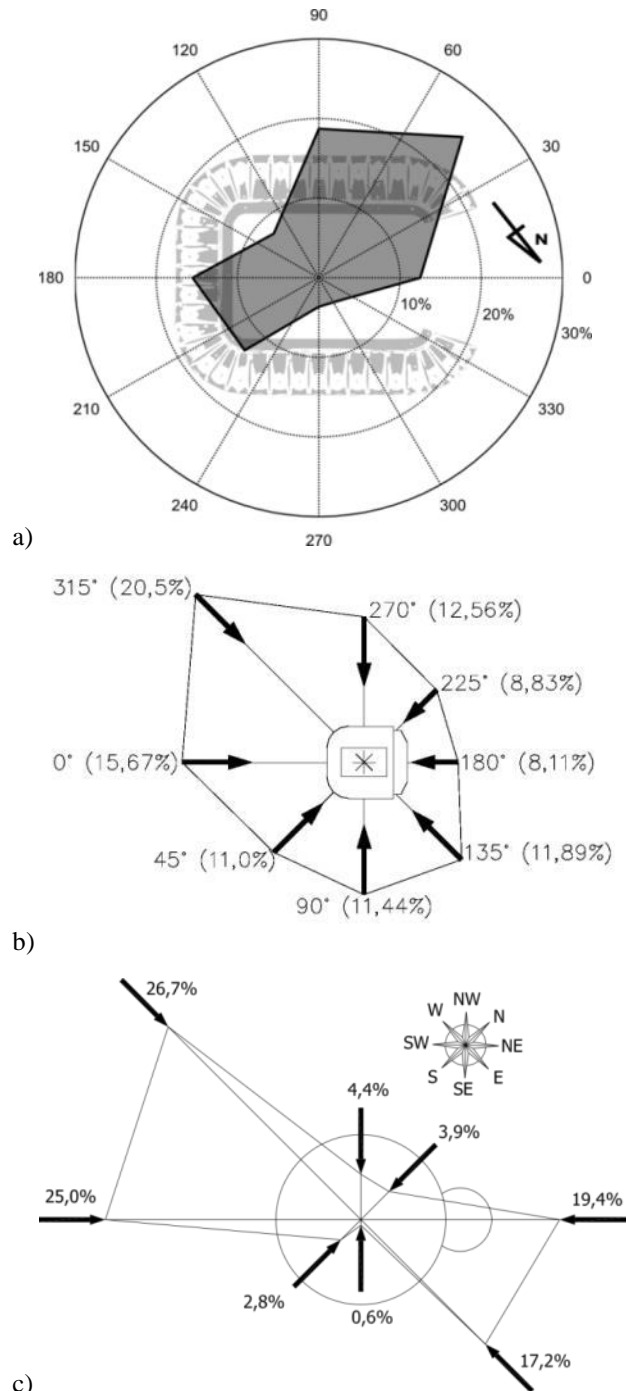 90
120
60
150
30
N
180
0
10%
20%
30%
210
330
240
300
270
a)
315° (20,5%)
270° (12,56%)
225° (8,83%)
0° (15,67%)
180° (8,11%)
45° (11,0%)
135° (11,89%)
90° (11,44%)
b)
26,7%
NW
W
N
SW
NE
S
E
SE
4,4%
3,9%
25,0%
19,4%
2,8%
0,6%
17,2%
c)